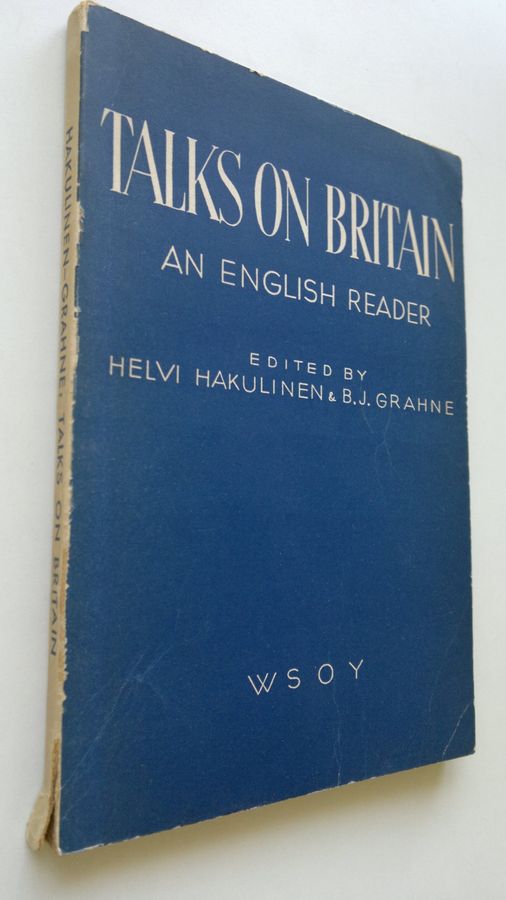 TALKS ON BRITAIN
AN ENGLISH READER
EDITED BY
HELVI HAKULINEN & B.J. GRAHNE
WSOY
HAKULINEN–GRAHNE: TALKS ON BRITAIN